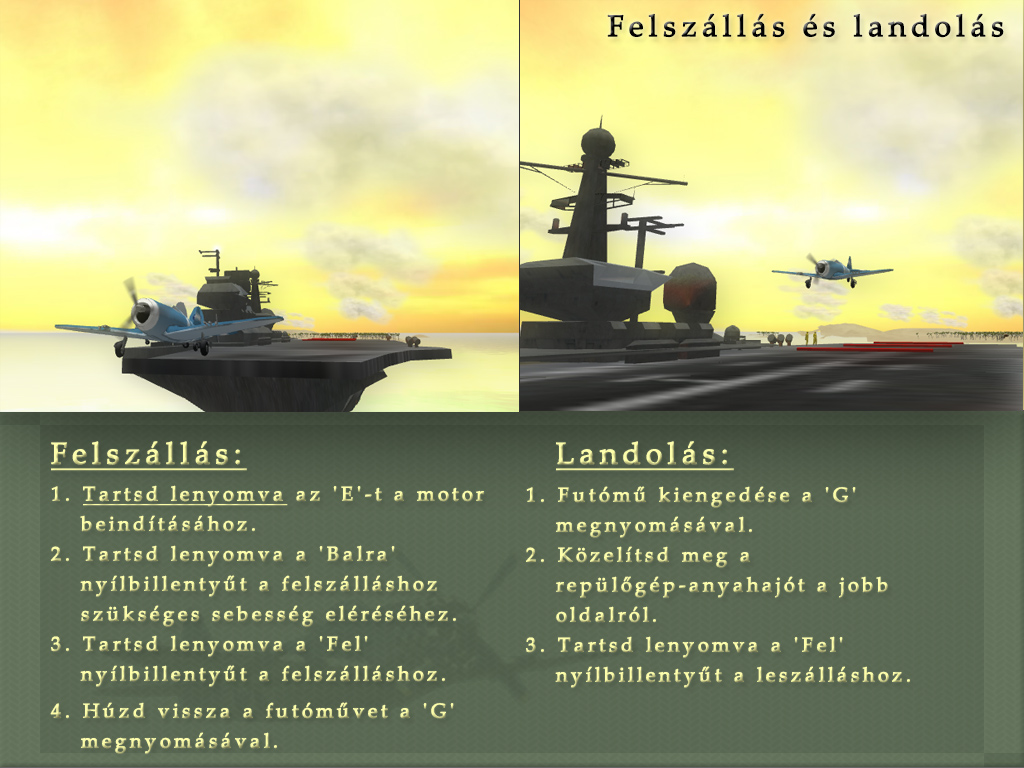 Felszállás és landolás
Felszállás:
1. Tartsd lenyomva az 'E'-t a motor
beindításához.
2. Tartsd lenyomva a 'Balra'
nyílbillentyűt a felszálláshoz
szükséges sebesség eléréséhez.
3. Tartsd lenyomva a 'Fel'
nyílbillentyűt a felszálláshoz.
4. Húzd vissza a futóművet a 'G'
megnyomásával.
Landolás:
1. Futómű kiengedése a 'G'
megnyomásával.
2. Közelítsd meg a
repülőgép-anyahajót a jobb
oldalról.
3. Tartsd lenyomva a 'Fel'
nyílbillentyűt a leszálláshoz.